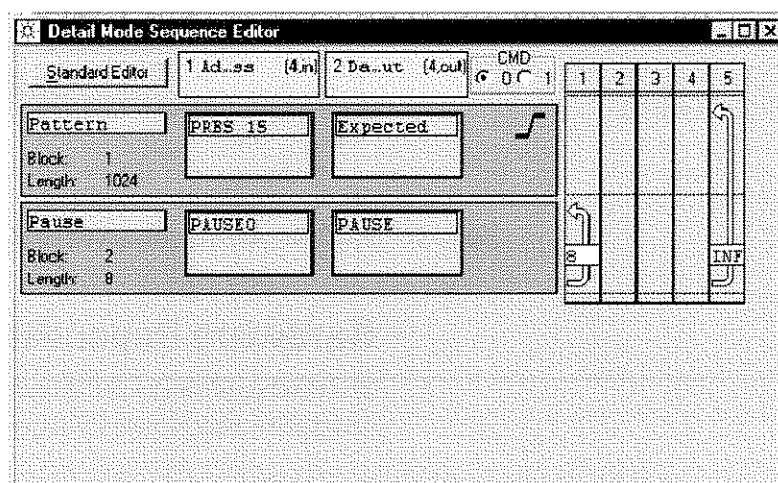 Detail Mode Sequence Editor
Standard Editor
1 Ad...ss (4,in)
2 Da...ut (4,out)
CMD
0 1
1 2 3 4 5
Pattern
PRBS 15
Expected
Block: 1
Length: 1024
Pause
PAUSE0
PAUSE
Block: 2
8
INF
Length: 8